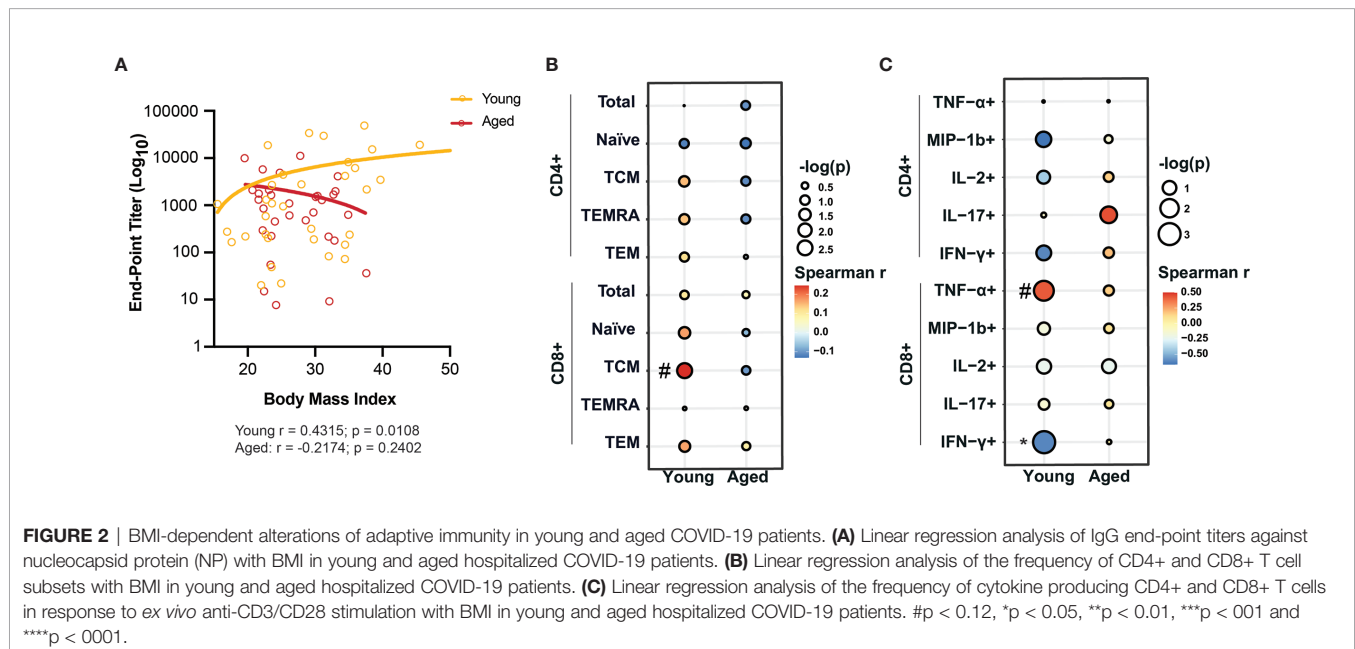 A
Young
Aged
End-Point Titer (Log10)
100000
10000
1000
100
10
1
20
30
40
50
Body Mass Index
Young r = 0.4315; p = 0.0108
Aged: r = -0.2174; p = 0.2402
B
CD4+
Total
Naïve
TCM
TEMRA
TEM
CD8+
Total
Naïve
TCM
#
TEMRA
TEM
Young Aged
-log(p)
0.5
1.0
1.5
2.0
2.5
Spearman r
0.2
0.1
0.0
−0.1
C
CD4+
TNF−α+
MIP−1b+
IL−2+
IL−17+
IFN−γ+
CD8+
TNF−α+
#
MIP−1b+
IL−2+
IL−17+
IFN−γ+
*
Young Aged
-log(p)
1
2
3
Spearman r
0.50
0.25
0.00
−0.25
−0.50
FIGURE 2 | BMI-dependent alterations of adaptive immunity in young and aged COVID-19 patients. (A) Linear regression analysis of IgG end-point titers against
nucleocapsid protein (NP) with BMI in young and aged hospitalized COVID-19 patients. (B) Linear regression analysis of the frequency of CD4+ and CD8+ T cell
subsets with BMI in young and aged hospitalized COVID-19 patients. (C) Linear regression analysis of the frequency of cytokine producing CD4+ and CD8+ T cells
in response to ex vivo anti-CD3/CD28 stimulation with BMI in young and aged hospitalized COVID-19 patients. #p < 0.12, *p < 0.05, **p < 0.01, ***p < 001 and
****p < 0001.